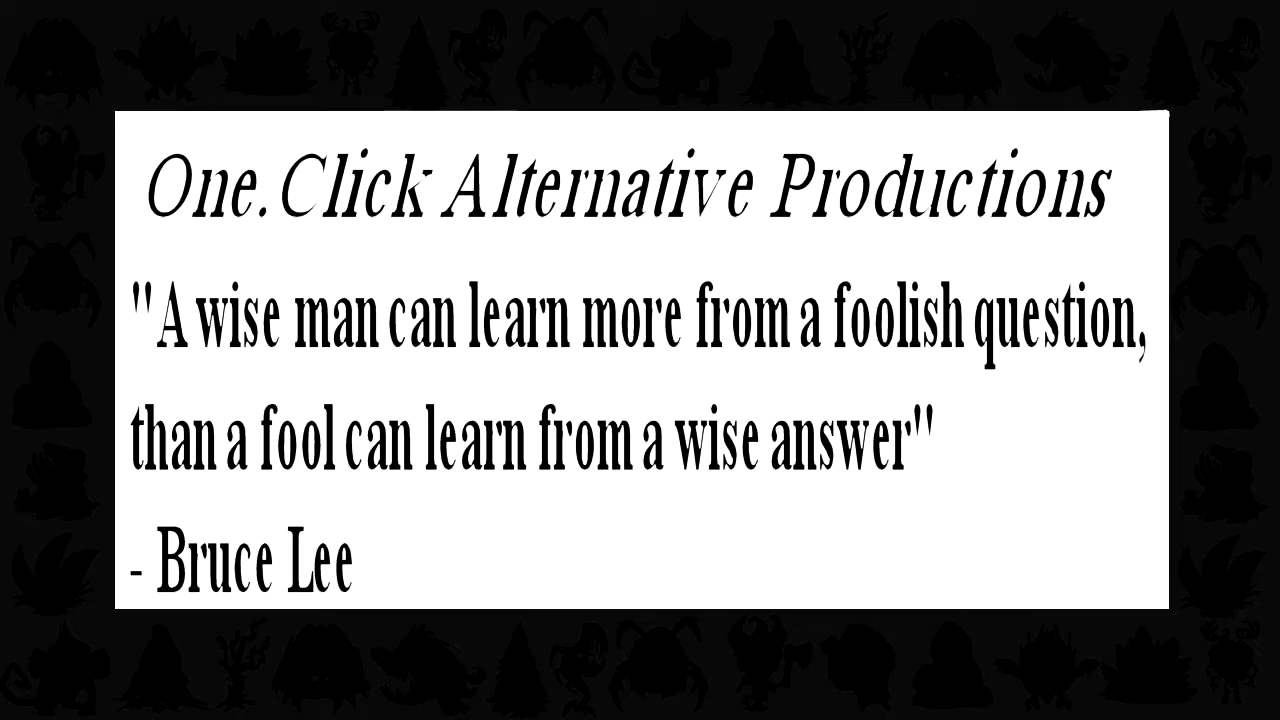 One.Click Alternative Productions
"A wise man can learn more from a foolish question,
than a fool can learn from a wise answer"
- Bruce Lee